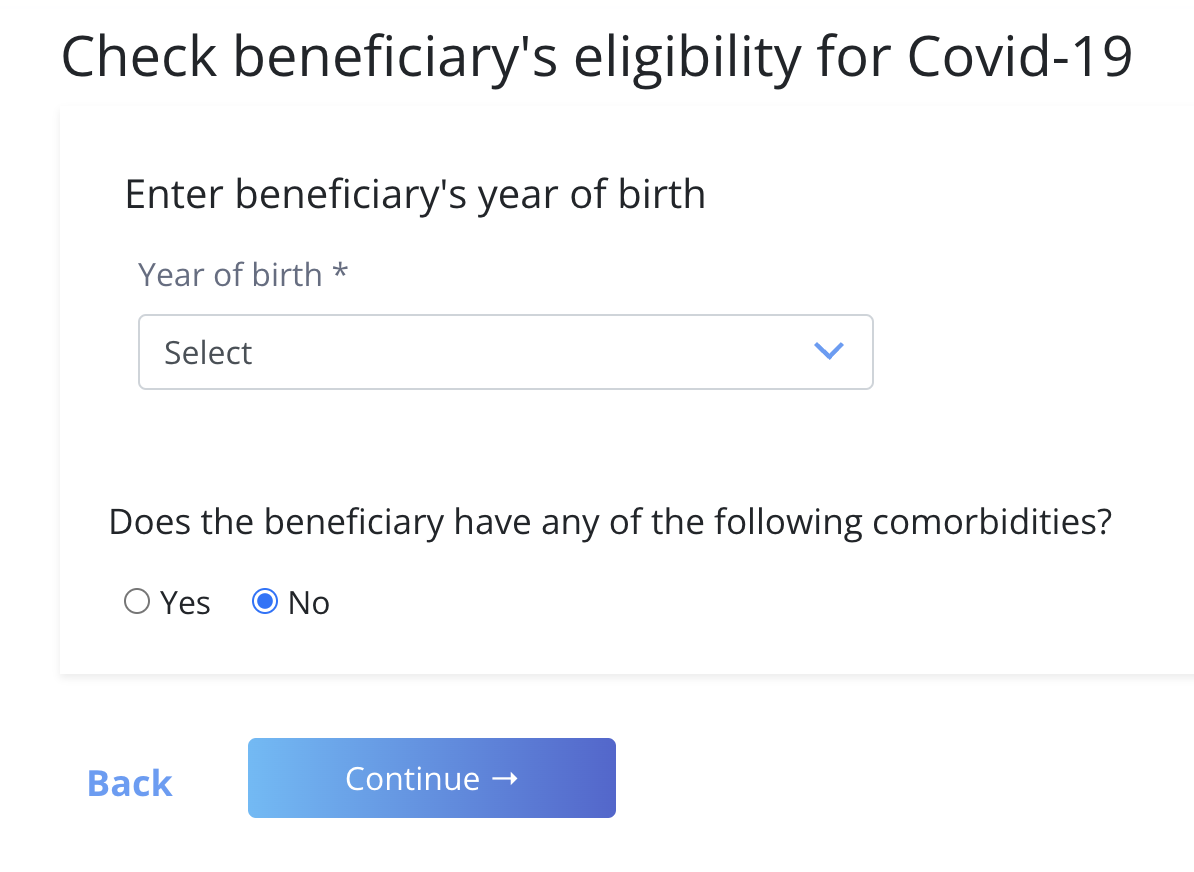 Check beneficiary's eligibility for Covid-19
Enter beneficiary's year of birth
Year of birth *
Select
Does the beneficiary have any of the following comorbidities?
Yes No
Back Continue →